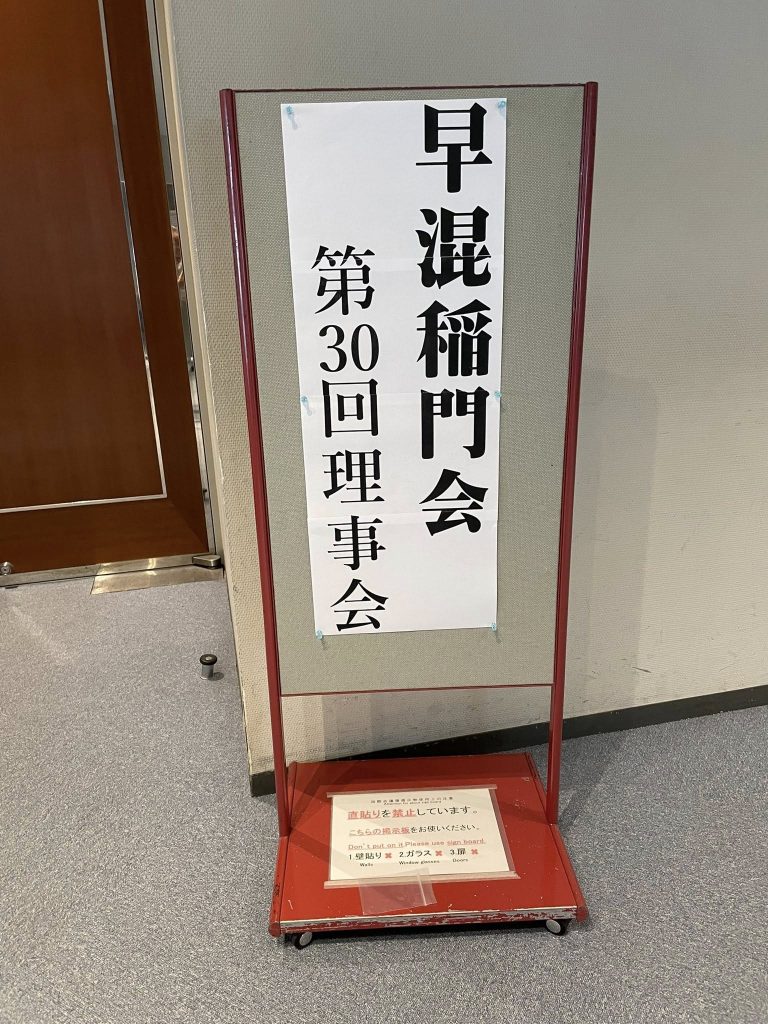 早混稲門会
第30回理事会
直貼りを禁止しています。
こちらの掲示板をお使いください。
Don't put on it.Please use sign board.
1.壁貼り✖ 2.ガラス✖ 3.扉✖
Walls Window glasses Doors